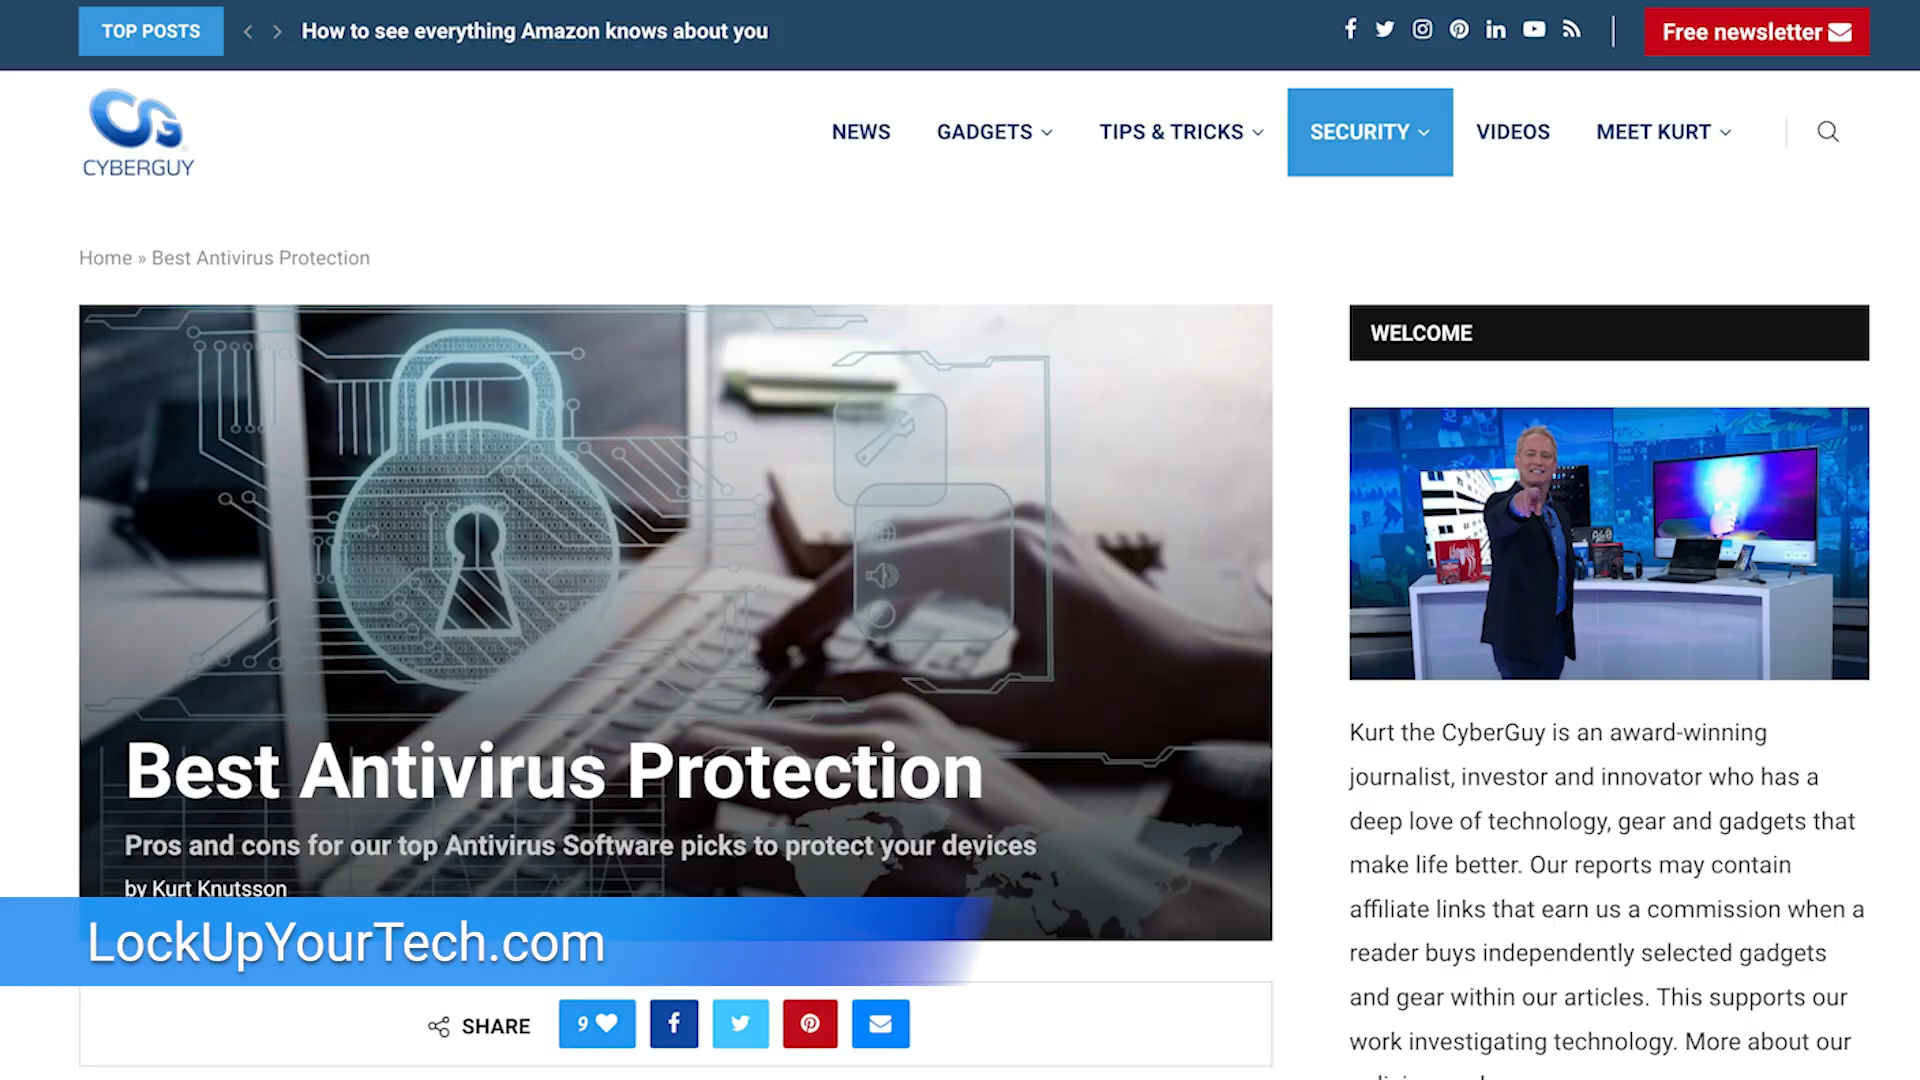 TOP POSTS
How to see everything Amazon knows about you
Free newsletter
CG
CYBERGUY
NEWS
GADGETS
TIPS & TRICKS
SECURITY
VIDEOS
MEET KURT
Home » Best Antivirus Protection
Best Antivirus Protection
Pros and cons for our top Antivirus Software picks to protect your devices
by Kurt Knutsson
LockUpYourTech.com
SHARE
9
WELCOME
Kurt the CyberGuy is an award-winning
journalist, investor and innovator who has a
deep love of technology, gear and gadgets that
make life better. Our reports may contain
affiliate links that earn us a commission when a
reader buys independently selected gadgets
and gear within our articles. This supports our
work investigating technology. More about our